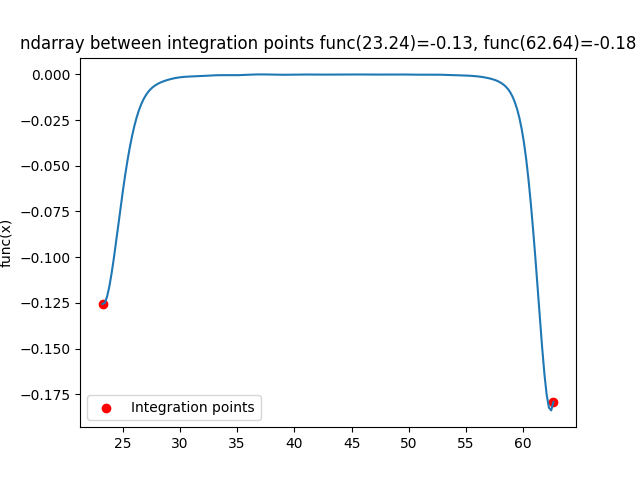 ndarray between integration points func(23.24)=-0.13, func(62.64)=-0.18
0.000
−0.025
−0.050
−0.075
−0.100
−0.125
−0.150
−0.175
func(x)
Integration points
25 30 35 40 45 50 55 60